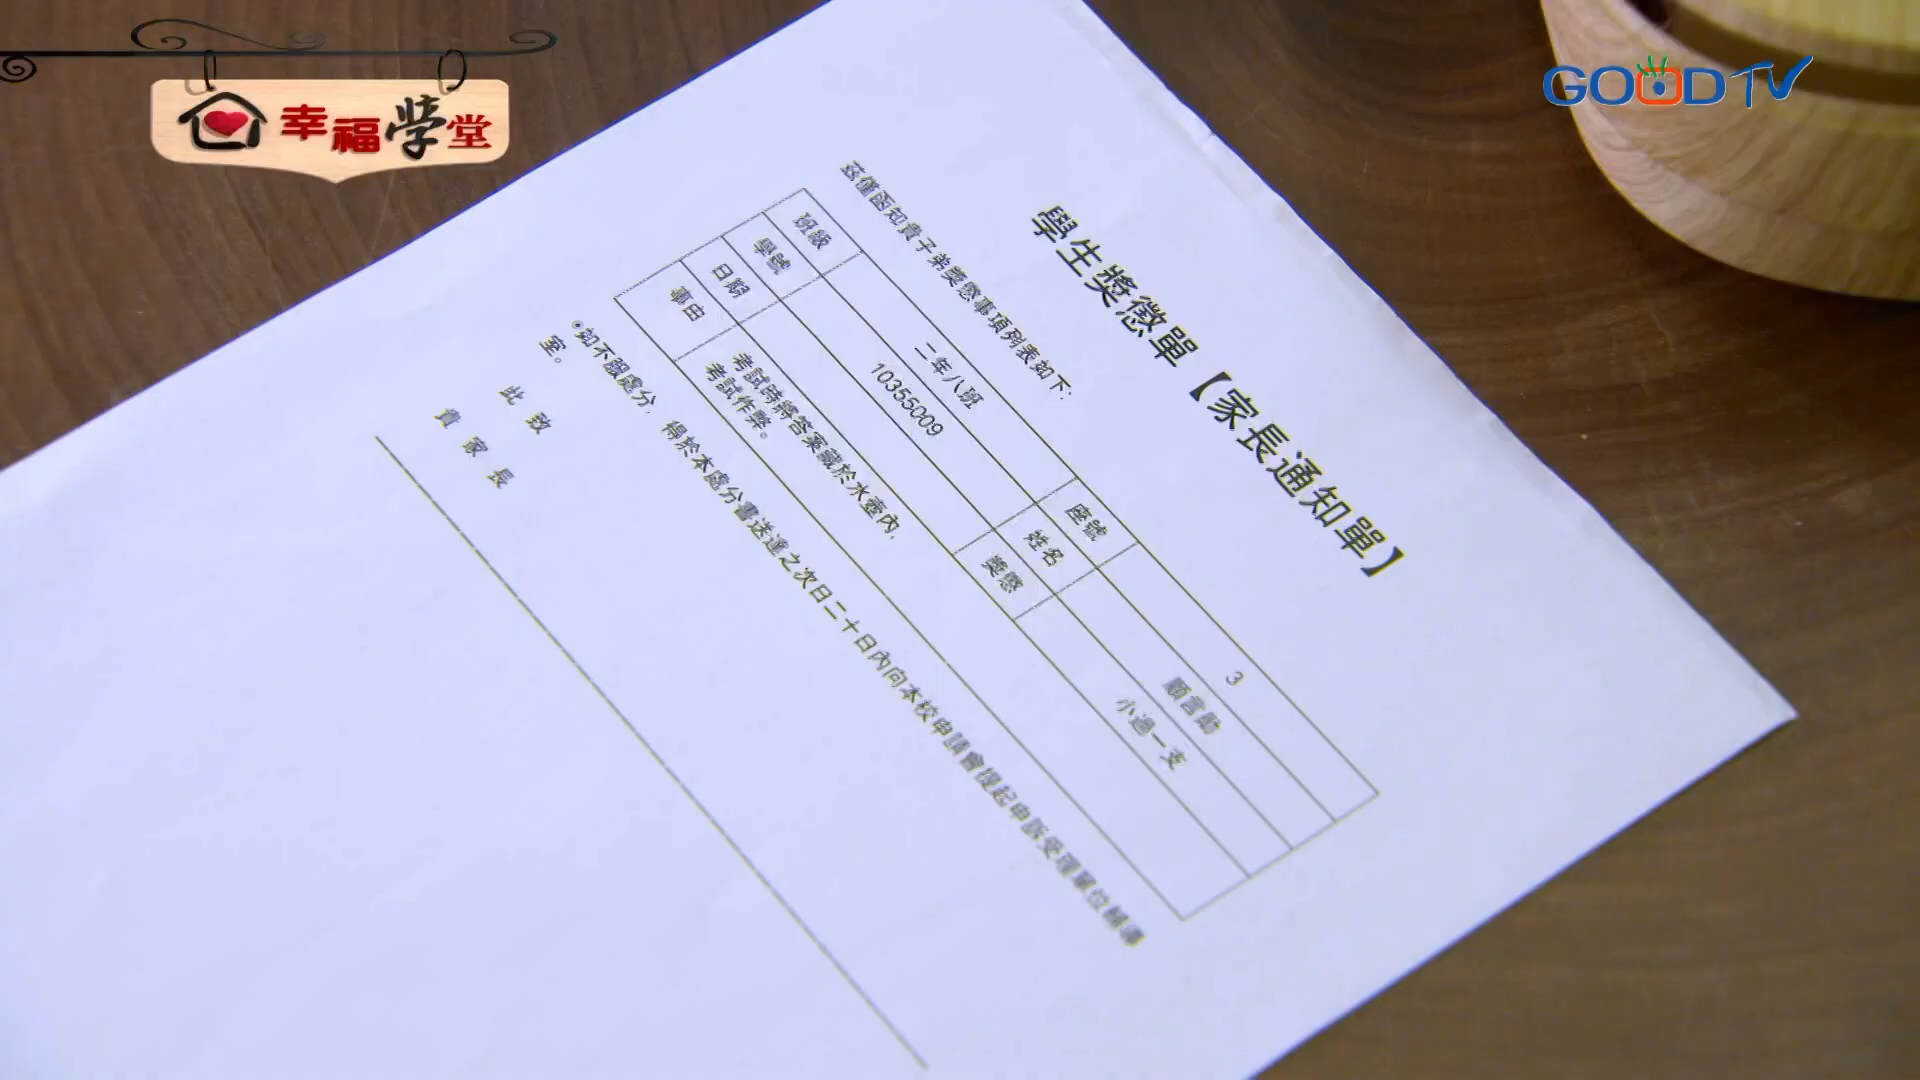 幸福學堂
GOODTV
學生獎懲單【家長通知單】
茲僅函知貴子弟獎懲事項列表如下：
班級 二年八班 座號 3
學號 10355009 姓名 顧言勳
日期 獎懲 小過一支
事由 考試時將答案藏於水壺內，
考試作弊。
◎如不服處分，得於本處分書送達之次日二十日內向本校申請會提起申訴受理單位輔導
室。
此致
貴家長